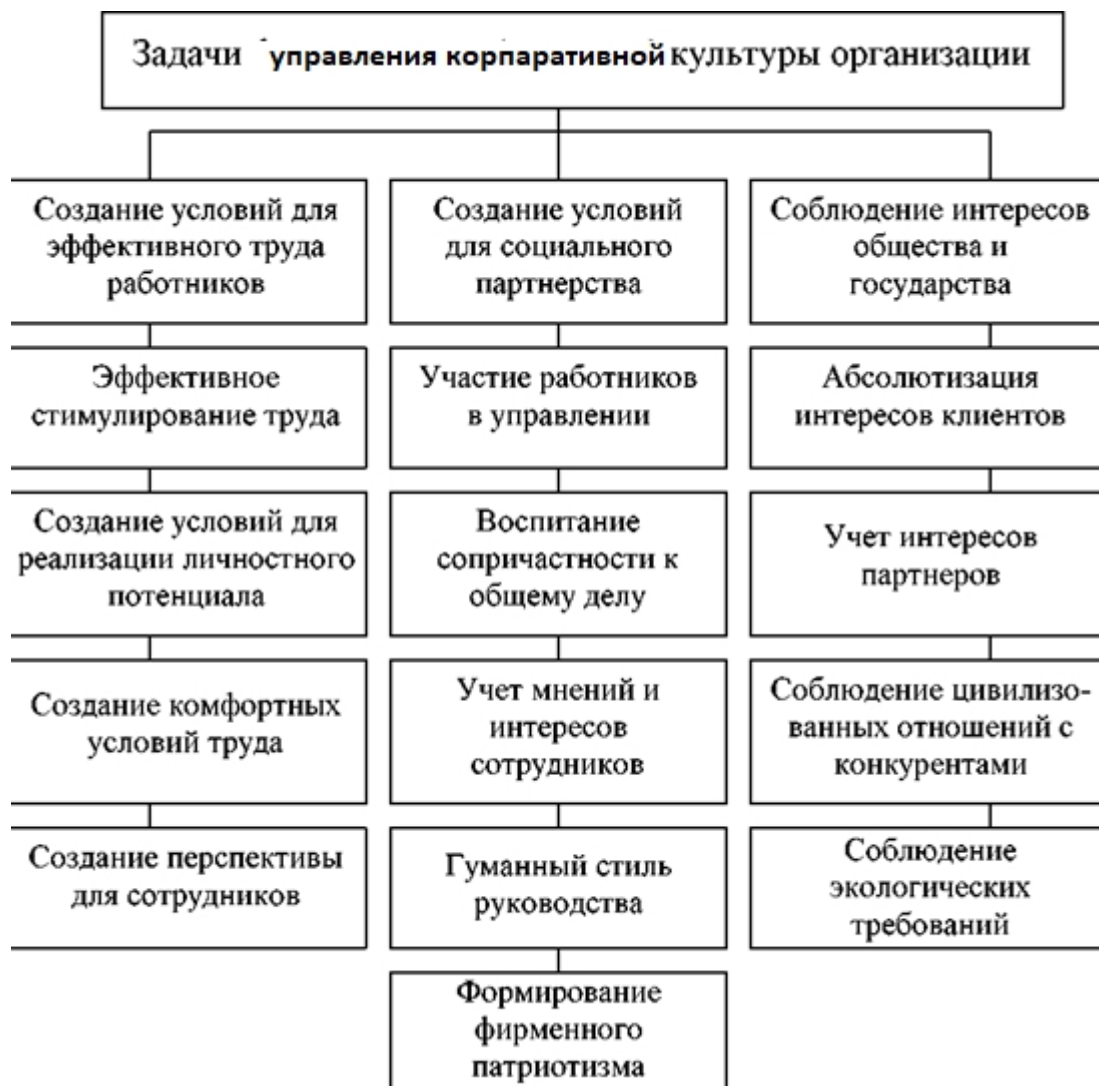 Задачи управления корпаративной культуры организации
Создание условий для
эффективного труда
работников
Эффективное
стимулирование труда
Создание условий для
реализации личностного
потенциала
Создание комфортных
условий труда
Создание перспективы
для сотрудников
Создание условий
для социального
партнерства
Участие работников
в управлении
Воспитание
сопричастности к
общему делу
Учет мнений и
интересов
сотрудников
Гуманный стиль
руководства
Формирование
фирменного
патриотизма
Соблюдение интересов
общества и
государства
Абсолютизация
интересов клиентов
Учет интересов
партнеров
Соблюдение цивилизо-
ванных отношений с
конкурентами
Соблюдение
экологических
требований